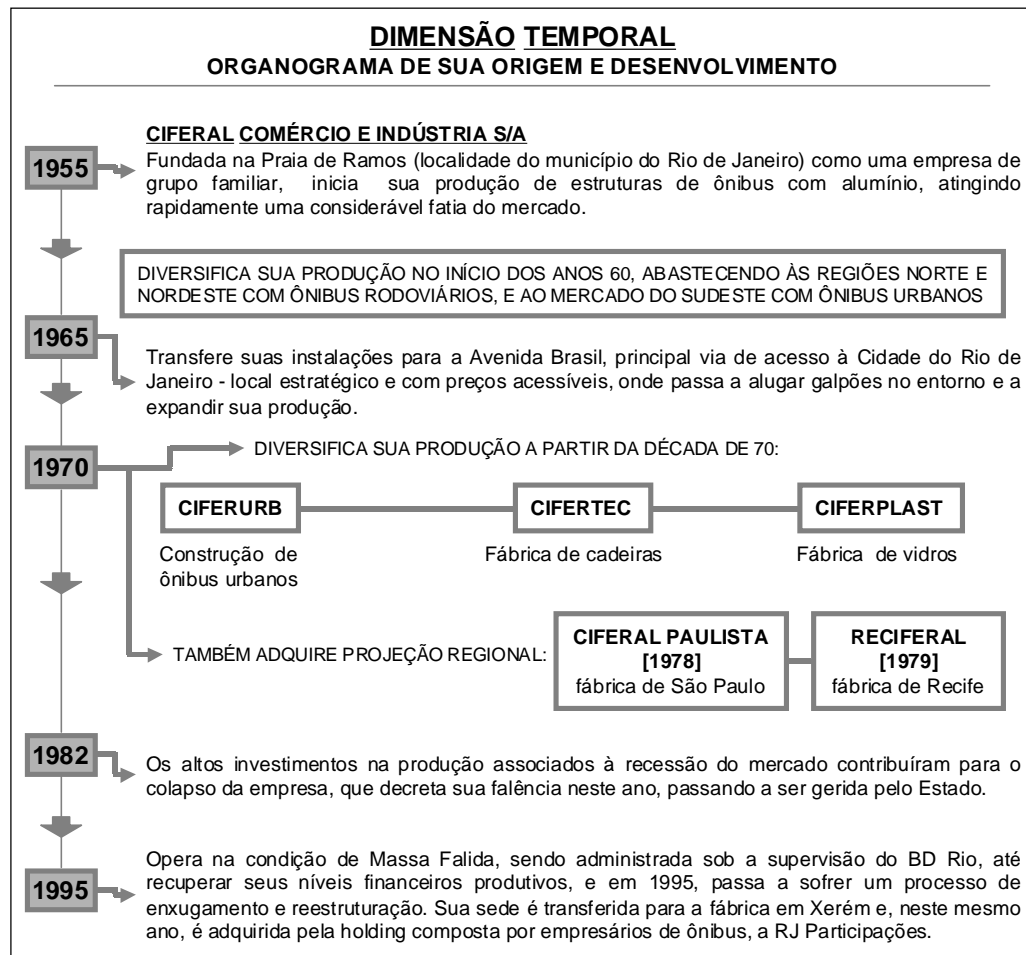 DIMENSÃO TEMPORAL
ORGANOGRAMA DE SUA ORIGEM E DESENVOLVIMENTO
CIFERAL COMÉRCIO E INDÚSTRIA S/A
1955
Fundada na Praia de Ramos (localidade do município do Rio de Janeiro) como uma empresa de
grupo familiar, inicia sua produção de estruturas de ônibus com alumínio, atingindo
rapidamente uma considerável fatia do mercado.
DIVERSIFICA SUA PRODUÇÃO NO INÍCIO DOS ANOS 60, ABASTECENDO ÀS REGIÕES NORTE E
NORDESTE COM ÔNIBUS RODOVIÁRIOS, E AO MERCADO DO SUDESTE COM ÔNIBUS URBANOS
1965
Transfere suas instalações para a Avenida Brasil, principal via de acesso à Cidade do Rio de
Janeiro - local estratégico e com preços acessíveis, onde passa a alugar galpões no entorno e a
expandir sua produção.
1970
DIVERSIFICA SUA PRODUÇÃO A PARTIR DA DÉCADA DE 70:
CIFERURB
Construção de
ônibus urbanos
CIFERTEC
Fábrica de cadeiras
CIFERPLAST
Fábrica de vidros
TAMBÉM ADQUIRE PROJEÇÃO REGIONAL:
CIFERAL PAULISTA
[1978]
fábrica de São Paulo
RECIFERAL
[1979]
fábrica de Recife
1982
Os altos investimentos na produção associados à recessão do mercado contribuíram para o
colapso da empresa, que decreta sua falência neste ano, passando a ser gerida pelo Estado.
1995
Opera na condição de Massa Falida, sendo administrada sob a supervisão do BD Rio, até
recuperar seus níveis financeiros produtivos, e em 1995, passa a sofrer um processo de
enxugamento e reestruturação. Sua sede é transferida para a fábrica em Xerém e, neste mesmo
ano, é adquirida pela holding composta por empresários de ônibus, a RJ Participações.